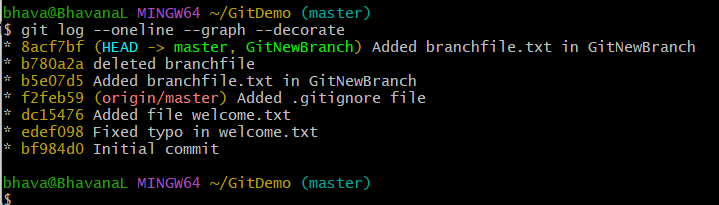 bhava@BhavanaL MINGW64 ~/GitDemo (master)
$ git log --oneline --graph --decorate
* 8acf7bf (HEAD -> master, GitNewBranch) Added branchfile.txt in GitNewBranch
* b780a2a deleted branchfile
* b5e07d5 Added branchfile.txt in GitNewBranch
* f2feb59 (origin/master) Added .gitignore file
* dc15476 Added file welcome.txt
* edef098 Fixed typo in welcome.txt
* bf984d0 Initial commit
bhava@BhavanaL MINGW64 ~/GitDemo (master)
$